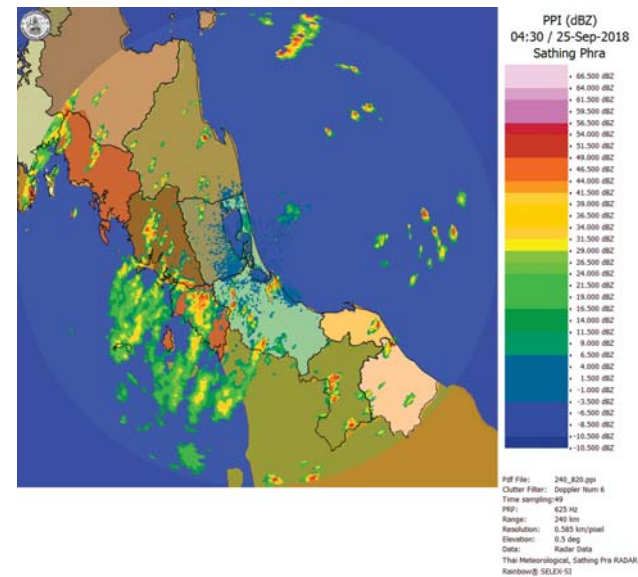 PPI (dBZ)
04:30 / 25-Sep-2018
Sathing Phra
66.500 dBZ
64.000 dBZ
61.500 dBZ
59.500 dBZ
56.500 dBZ
54.000 dBZ
51.500 dBZ
49.000 dBZ
46.500 dBZ
44.000 dBZ
41.500 dBZ
39.000 dBZ
36.500 dBZ
34.000 dBZ
31.500 dBZ
29.000 dBZ
26.500 dBZ
24.000 dBZ
21.500 dBZ
19.000 dBZ
16.500 dBZ
14.000 dBZ
11.500 dBZ
9.000 dBZ
6.500 dBZ
4.000 dBZ
1.500 dBZ
-1.000 dBZ
-3.500 dBZ
-6.500 dBZ
-8.500 dBZ
-10.500 dBZ
-10.500 dBZ
Pdf File: 240_820.ppi
Clutter Filter: Doppler Num 6
Time sampling:49
PRF: 625 Hz
Range: 240 km
Resolution: 0.585 km/pixel
Elevation: 0.5 deg
Data: Radar Data
Thai Meteorological, Sathing Pra RADAR
Rainbow® SELEX-SI